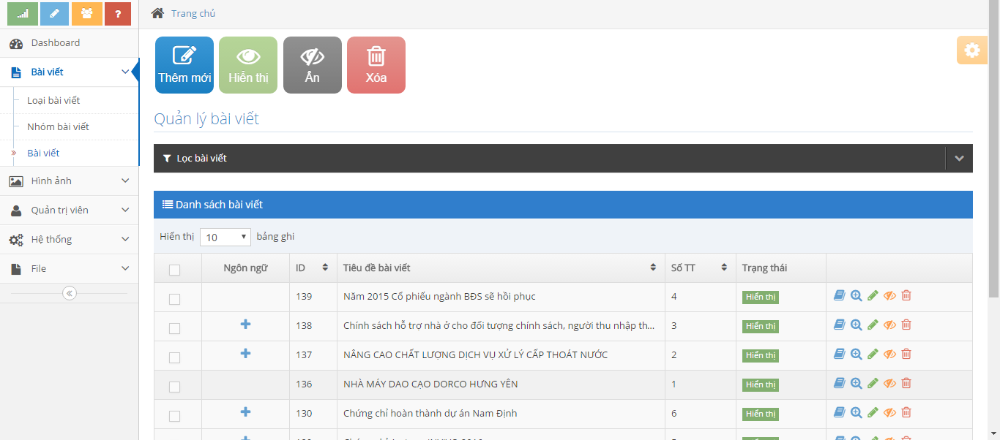 ?
Trang chủ
Dashboard
Bài viết
Loại bài viết
Nhóm bài viết
Bài viết
Hình ảnh
Quản trị viên
Hệ thống
File
Thêm mới
Hiển thị
Ẩn
Xóa
Quản lý bài viết
Lọc bài viết
Danh sách bài viết
Hiển thị 10 bảng ghi
Ngôn ngữ ID Tiêu đề bài viết Số TT Trạng thái
139 Năm 2015 Cổ phiếu ngành BĐS sẽ hồi phục 4 Hiển thị
138 Chính sách hỗ trợ nhà ở cho đối tượng chính sách, người thu nhập th... 3 Hiển thị
137 NÂNG CAO CHẤT LƯỢNG DỊCH VỤ XỬ LÝ CẤP THOÁT NƯỚC 2 Hiển thị
136 NHÀ MÁY DAO CẠO DORCO HƯNG YÊN 1 Hiển thị
130 Chứng chỉ hoàn thành dự án Nam Định 6 Hiển thị